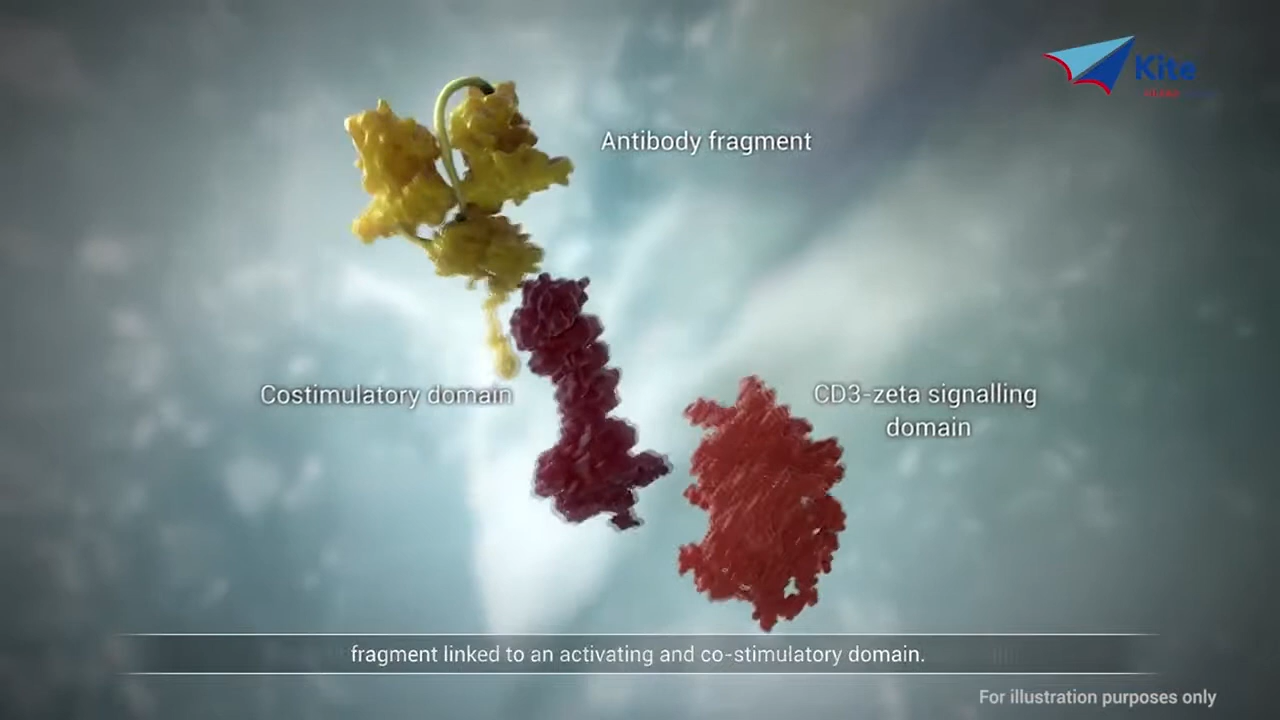 Kite
Antibody fragment
Costimulatory domain
CD3-zeta signalling
domain
fragment linked to an activating and co-stimulatory domain.
For illustration purposes only